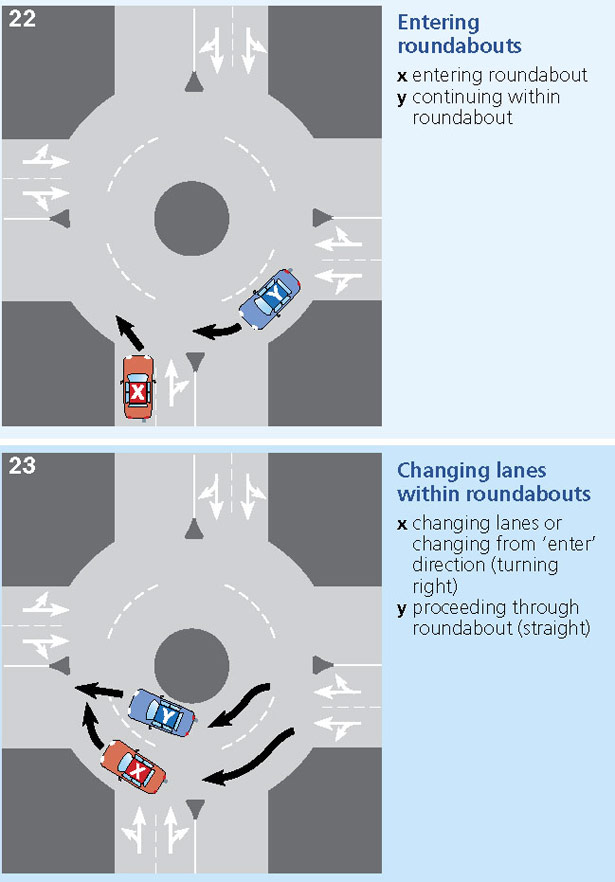 22
Entering
roundabouts
x entering roundabout
y continuing within
roundabout
Y
X
23
Changing lanes
within roundabouts
x changing lanes or
changing from ‘enter’
direction (turning
right)
y proceeding through
roundabout (straight)
Y
X